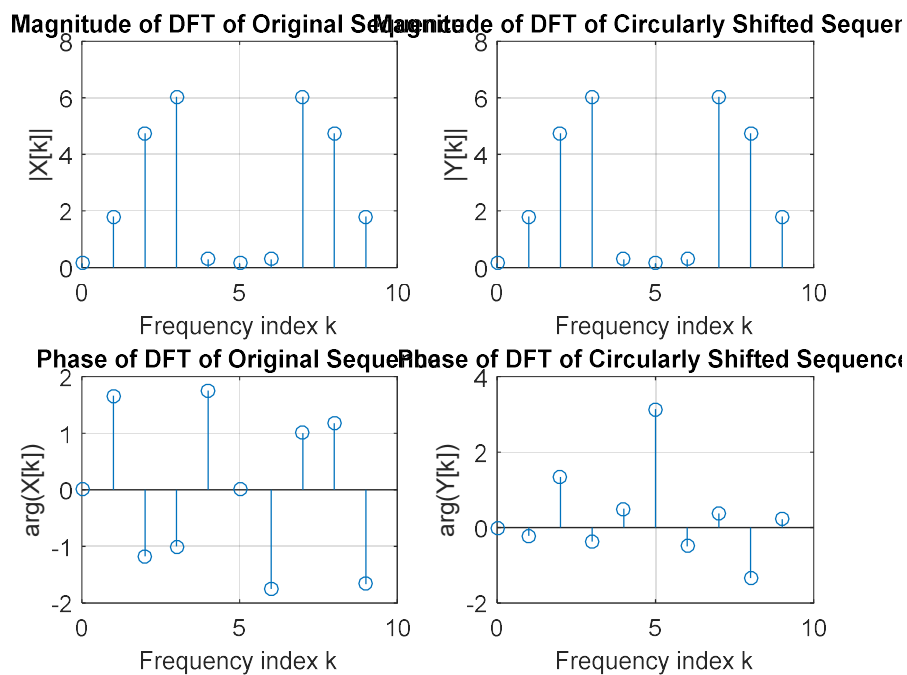 Magnitude of DFT of Original Sequence
Magnitude of DFT of Circularly Shifted Sequen
8
6
4
2
0
|X[k]|
0 5 10
Frequency index k
8
6
4
2
0
|Y[k]|
0 5 10
Frequency index k
Phase of DFT of Original Sequence
Phase of DFT of Circularly Shifted Sequence
2
1
0
-1
-2
arg(X[k])
0 5 10
Frequency index k
4
2
0
-2
arg(Y[k])
0 5 10
Frequency index k